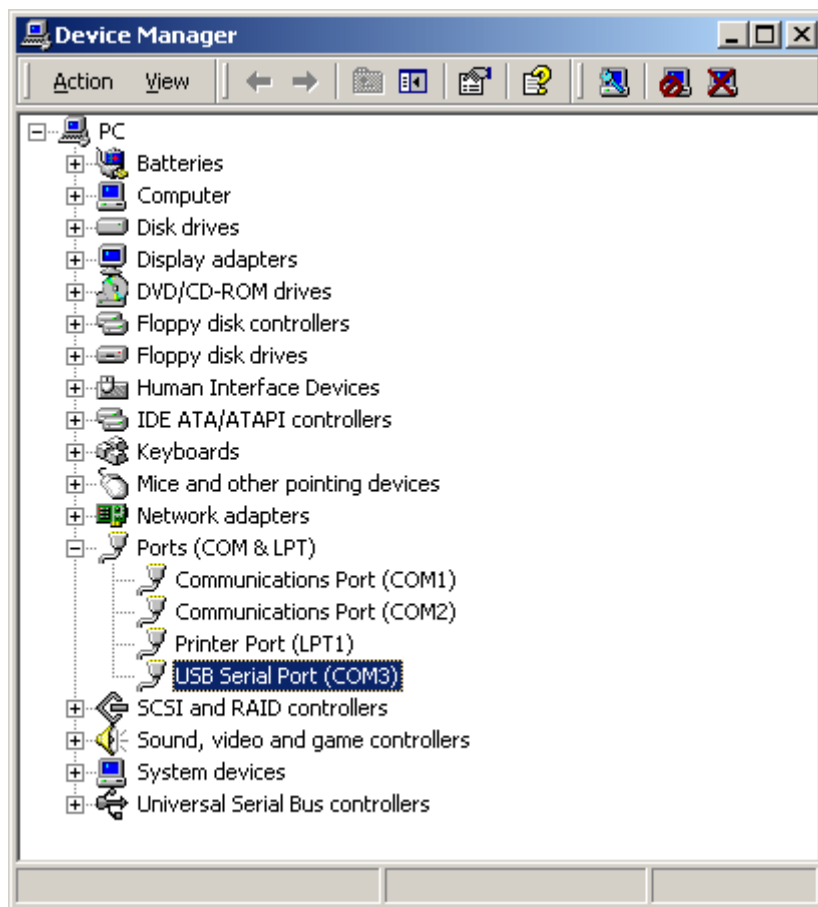 Device Manager
Action View
PC
Batteries
Computer
Disk drives
Display adapters
DVD/CD-ROM drives
Floppy disk controllers
Floppy disk drives
Human Interface Devices
IDE ATA/ATAPI controllers
Keyboards
Mice and other pointing devices
Network adapters
Ports (COM & LPT)
Communications Port (COM1)
Communications Port (COM2)
Printer Port (LPT1)
USB Serial Port (COM3)
SCSI and RAID controllers
Sound, video and game controllers
System devices
Universal Serial Bus controllers